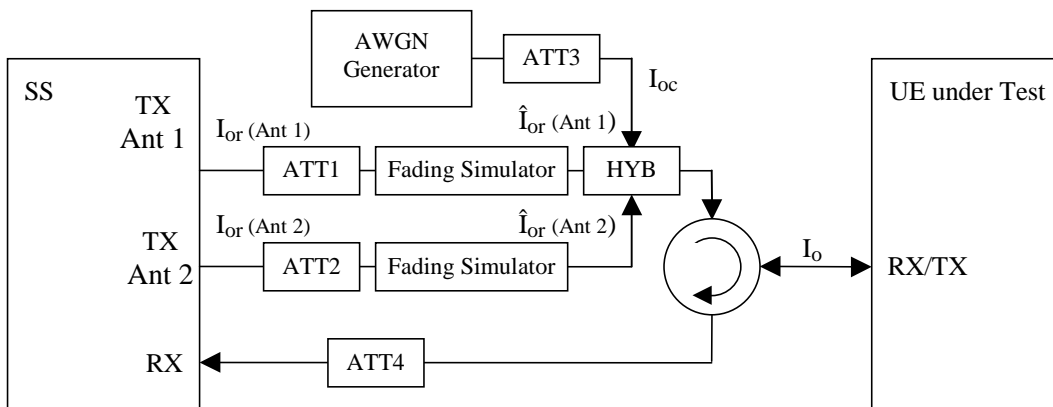 AWGN
Generator
ATT3
SS
UE under Test
I_oc
TX
Ant 1
I_or (Ant 1)
Î_or (Ant 1)
ATT1
Fading Simulator
HYB
TX
Ant 2
I_or (Ant 2)
Î_or (Ant 2)
ATT2
Fading Simulator
I_o
RX/TX
RX
ATT4